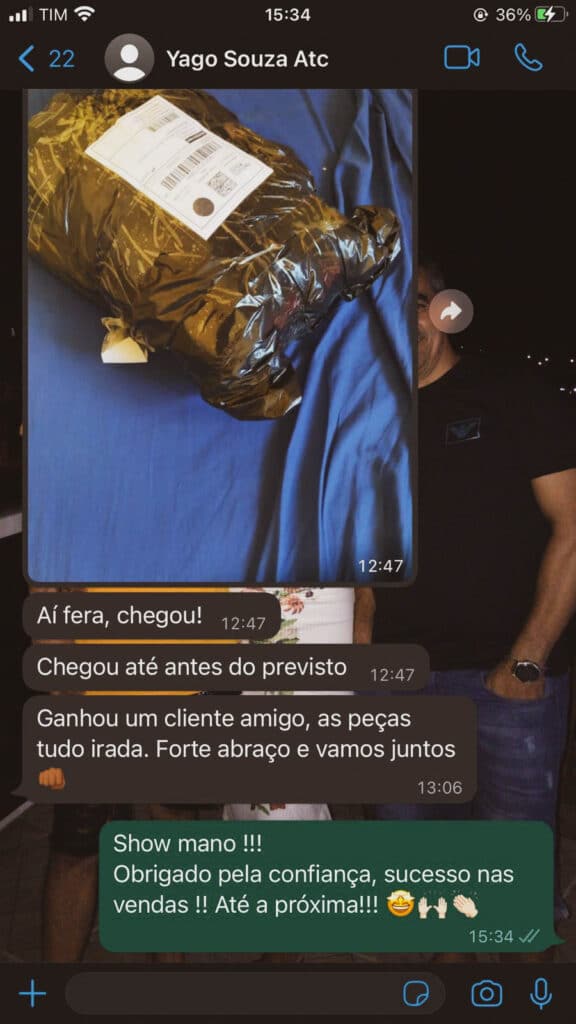 TIM 15:34 36%
22 Yago Souza Atc
12:47
Aí fera, chegou! 12:47
Chegou até antes do previsto 12:47
Ganhou um cliente amigo, as peças
tudo irada. Forte abraço e vamos juntos
👊🏾
13:06
Show mano !!!
Obrigado pela confiança, sucesso nas
vendas !! Até a próxima!!! 🤩🙌🏻👏🏻
15:34